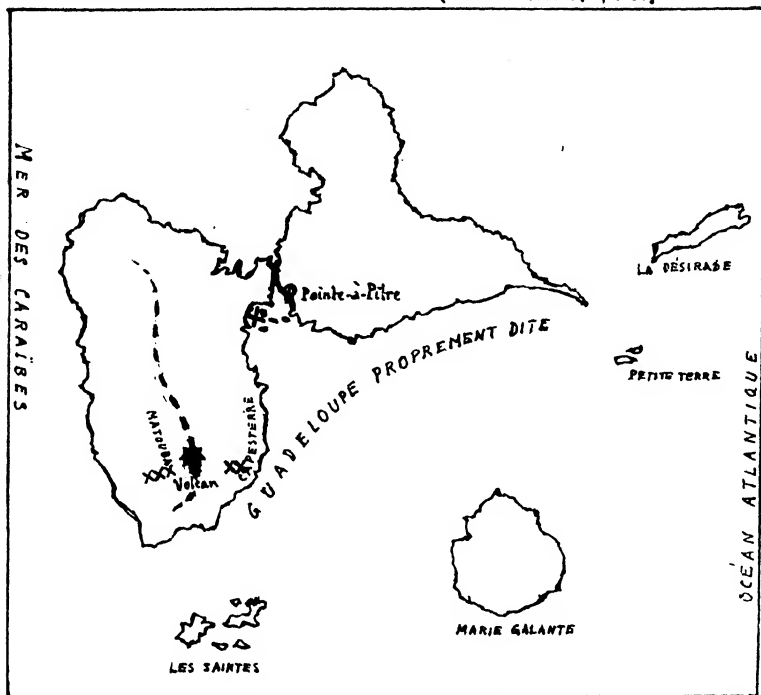 MER DES CARAÏBES
Pointe-à-Pitre
LA DÉSIRADE
GUADELOUPE PROPREMENT DITE
PETITE TERRE
MATOUBA
CAPESTERRE
Volcan
OCÉAN ATLANTIQUE
MARIE GALANTE
LES SAINTES